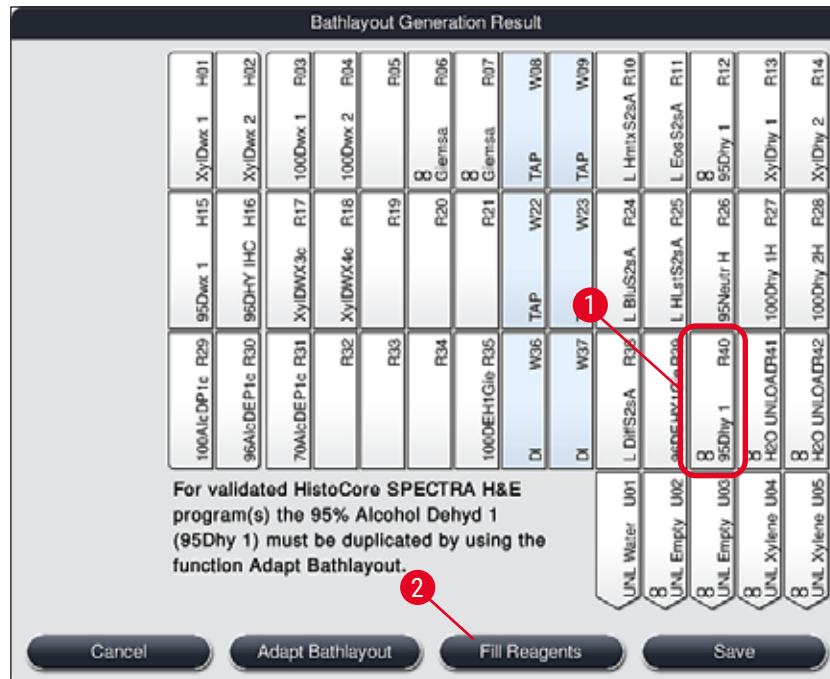 Bathlayout Generation Result
H01
XylDwx 1
H02
XylDwx 2
R03
100Dwx 1
R04
100Dwx 2
R05
R06
Giemsa
R07
Giemsa
W08
TAP
W09
TAP
R10
L HmtxS2sA
R11
L EosS2sA
R12
95Dhy 1
R13
XylDhy 1
R14
XylDhy 2
H15
95Dwx 1
H16
96DHY IHC
R17
XylDWX3c
R18
XylDWX4c
R19
R20
R21
W22
TAP
W23
R24
L BluS2sA
R25
L HLstS2sA
R26
95Neutr H
R27
100Dhy 1H
R28
100Dhy 2H
1
R29
100AlcDP1c
R30
96AlcDEP1c
R31
70AlcDEP1c
R32
R33
R34
R35
100DEH1Gie
W36
DI
W37
DI
L DiffS2sA
R40
95Dhy 1
R41
H2O UNLOAD
R42
H2O UNLOAD
U01
UNL Water
U02
UNL Empty
U03
UNL Empty
U04
UNL Xylene
U05
UNL Xylene
For validated HistoCore SPECTRA H&E
program(s) the 95% Alcohol Dehyd 1
(95Dhy 1) must be duplicated by using the
function Adapt Bathlayout.
2
Cancel
Adapt Bathlayout
Fill Reagents
Save